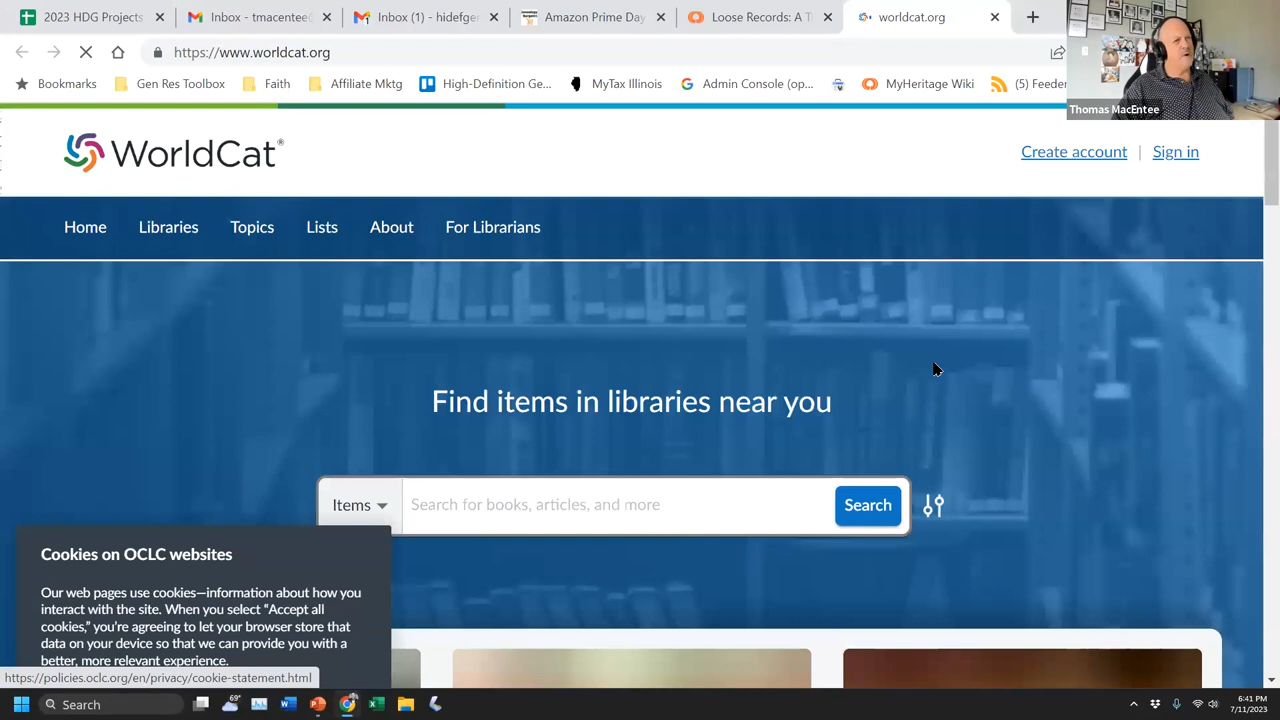 2023 HDG Projects
Inbox - tmacentee@
Inbox (1) - hidefger
Amazon Prime Day
Loose Records: A T
worldcat.org
https://www.worldcat.org
Bookmarks
Gen Res Toolbox
Faith
Affiliate Mktg
High-Definition Ge...
MyTax Illinois
Admin Console (op...
MyHeritage Wiki
(5) Feeder
Thomas MacEntee
WorldCat®
Create account | Sign in
Home
Libraries
Topics
Lists
About
For Librarians
Find items in libraries near you
Items
Search for books, articles, and more
Search
Cookies on OCLC websites
Our web pages use cookies—information about how you
interact with the site. When you select “Accept all
cookies,” you’re agreeing to let your browser store that
data on your device so that we can provide you with a
better, more relevant experience.
https://policies.oclc.org/en/privacy/cookie-statement.html
Search
69°
6:41 PM
7/11/2023